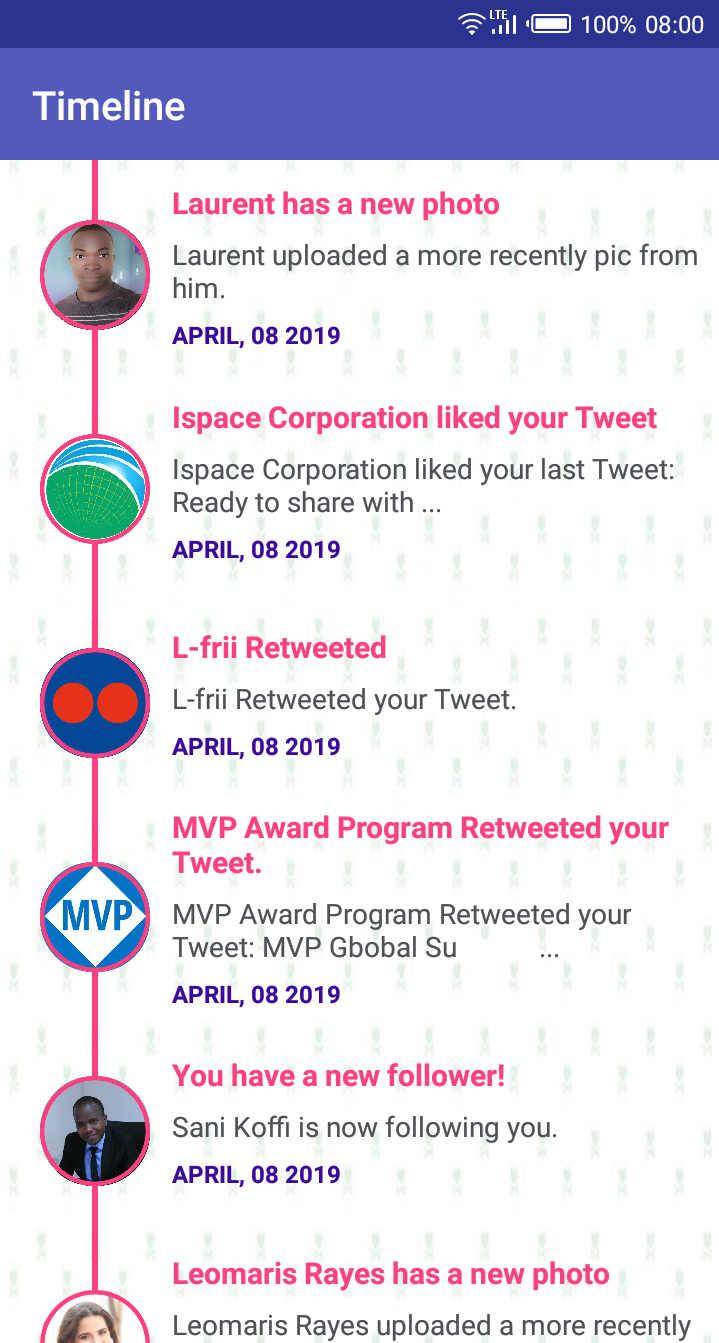 LTE 100% 08:00
Timeline
Laurent has a new photo
Laurent uploaded a more recently pic from
him.
APRIL, 08 2019
Ispace Corporation liked your Tweet
Ispace Corporation liked your last Tweet:
Ready to share with ...
APRIL, 08 2019
L-frii Retweeted
L-frii Retweeted your Tweet.
APRIL, 08 2019
MVP Award Program Retweeted your
Tweet.
MVP
MVP Award Program Retweeted your
Tweet: MVP Gbobal Su ...
APRIL, 08 2019
You have a new follower!
Sani Koffi is now following you.
APRIL, 08 2019
Leomaris Rayes has a new photo
Leomaris Rayes uploaded a more recently